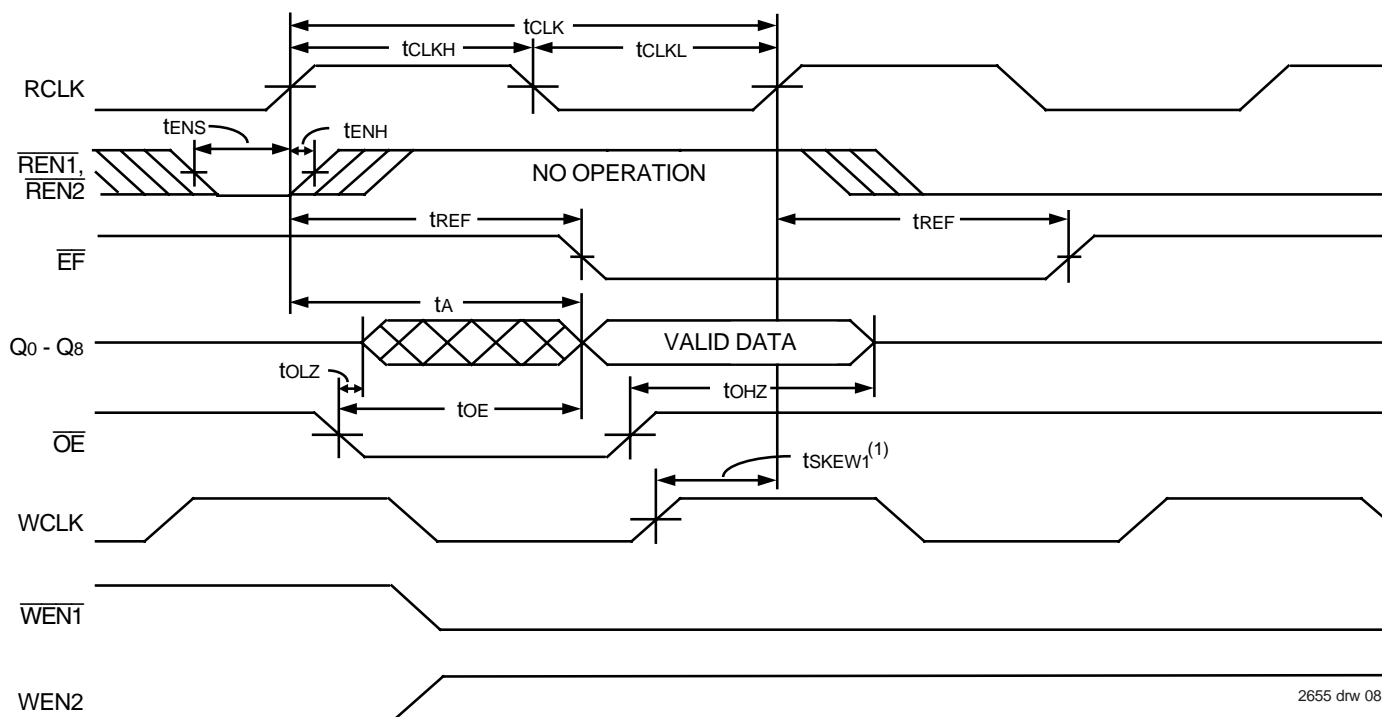 tCLK
tCLKH
tCLKL
RCLK
tENS
tENH
REN1,
REN2
NO OPERATION
tREF
tREF
EF
tA
Q0 - Q8
VALID DATA
tOLZ
tOHZ
tOE
OE
tSKEW1(1)
WCLK
WEN1
WEN2
2655 drw 08